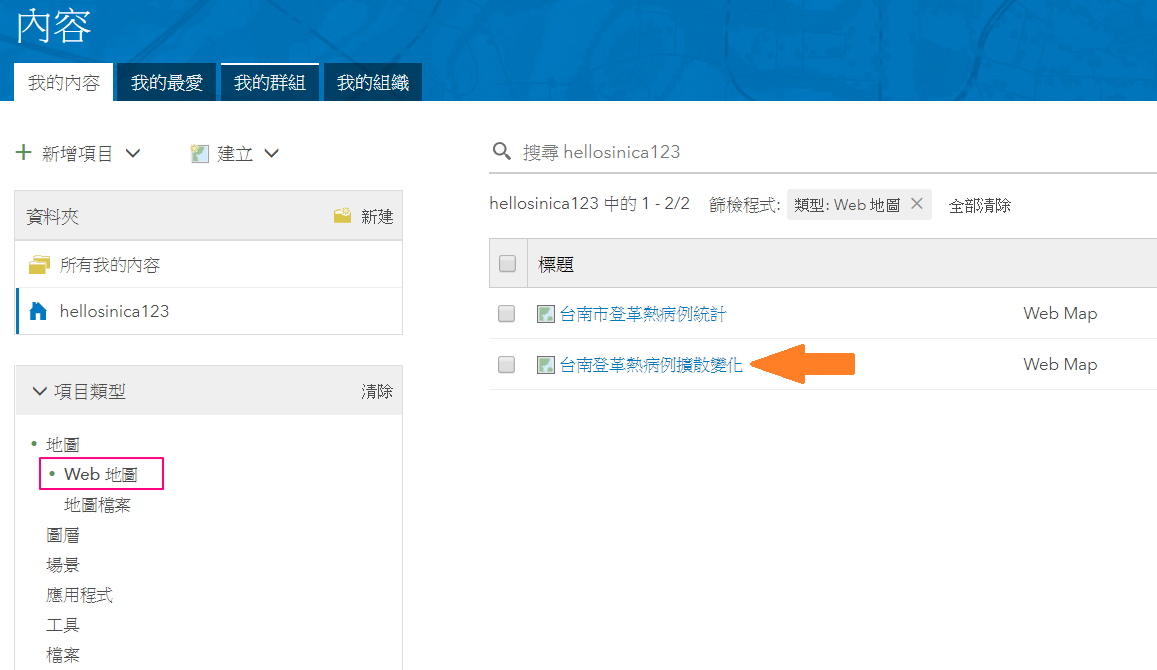 內容
我的內容 我的最愛 我的群組 我的組織
新增項目 建立
搜尋 hellosinica123
資料夾 新建
hellosinica123 中的 1 - 2/2 篩檢程式: 類型: Web 地圖 全部清除
所有我的內容
hellosinica123
標題
台南市登革熱病例統計 Web Map
台南登革熱病例擴散變化 Web Map
項目類型 清除
地圖
Web 地圖
地圖檔案
圖層
場景
應用程式
工具
檔案